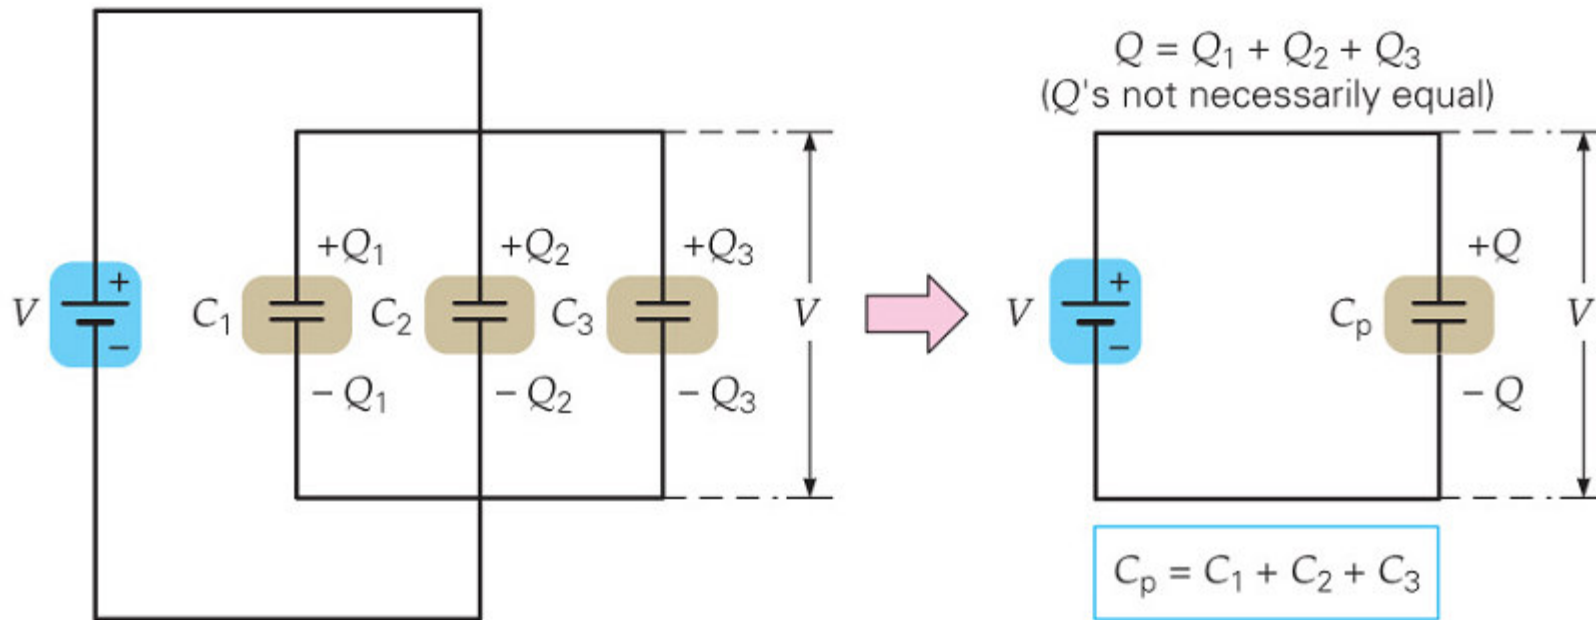 Q = Q₁ + Q₂ + Q₃
(Q's not necessarily equal)
+Q₁
+Q₂
+Q₃
+Q
V
+
−
C₁
C₂
C₃
V
V
+
−
Cₚ
V
− Q₁
− Q₂
− Q₃
− Q
Cₚ = C₁ + C₂ + C₃